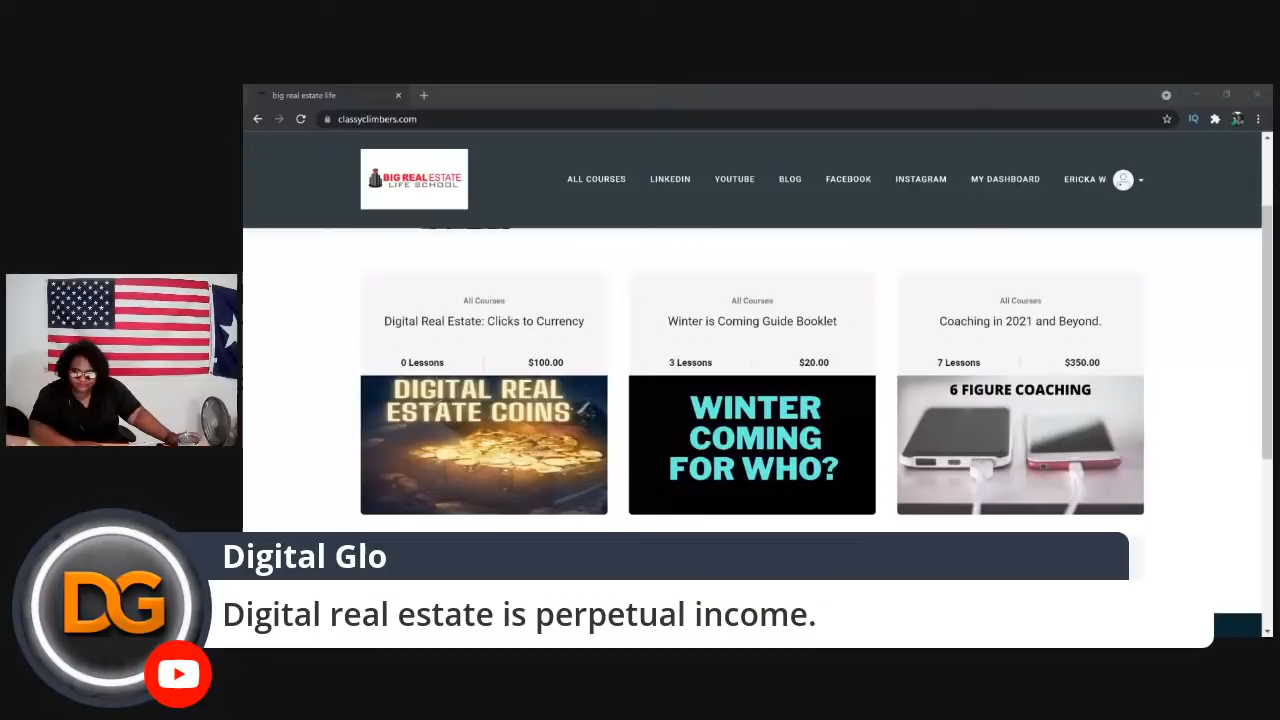 big real estate life
classyclimbers.com
IQ
BIG REAL ESTATE
LIFE SCHOOL
ALL COURSES
LINKEDIN
YOUTUBE
BLOG
FACEBOOK
INSTAGRAM
MY DASHBOARD
ERICKA W
All Courses
Digital Real Estate: Clicks to Currency
0 Lessons
$100.00
DIGITAL REAL
ESTATE COINS
All Courses
Winter is Coming Guide Booklet
3 Lessons
$20.00
WINTER
COMING
FOR WHO?
All Courses
Coaching in 2021 and Beyond.
7 Lessons
$350.00
6 FIGURE COACHING
DG
Digital Glo
Digital real estate is perpetual income.